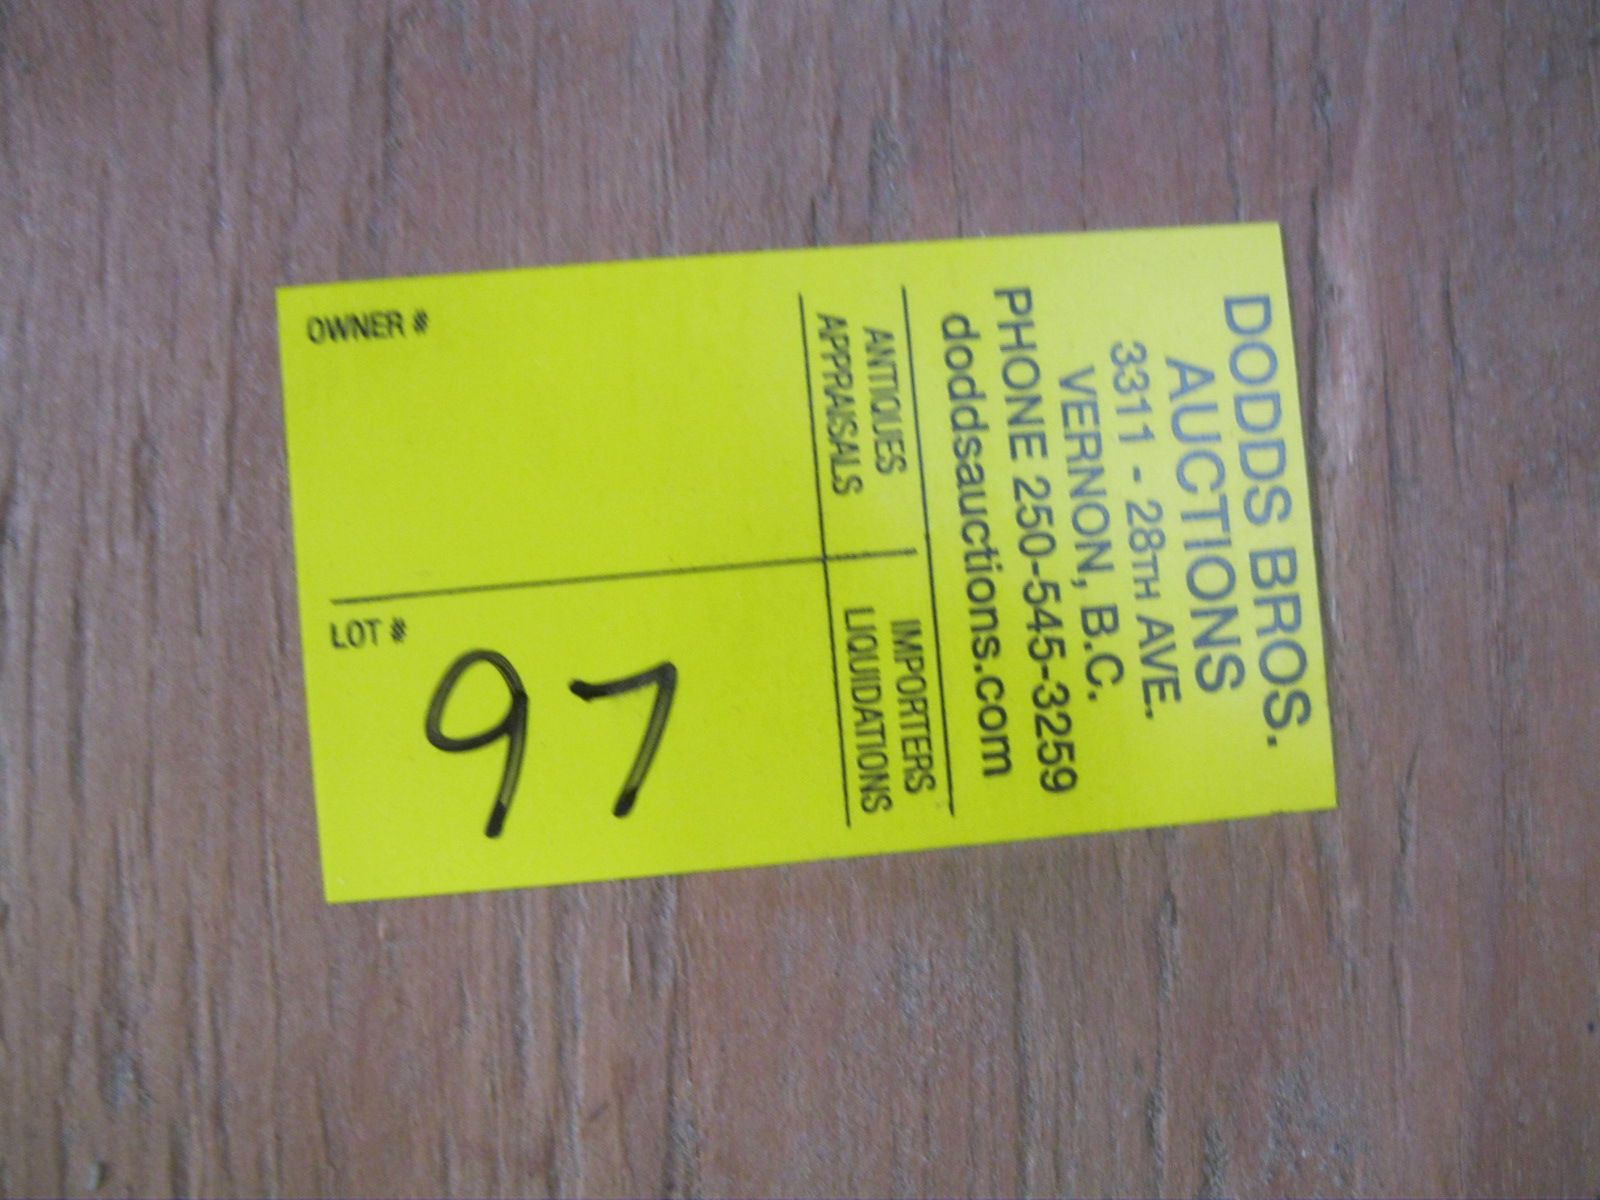 DODDS BROS.
AUCTIONS
3311 - 28TH AVE.
VERNON, B.C.
PHONE 250-545-3259
doddsauctions.com
ANTIQUES IMPORTERS
APPRAISALS LIQUIDATIONS
OWNER #
LOT #
97